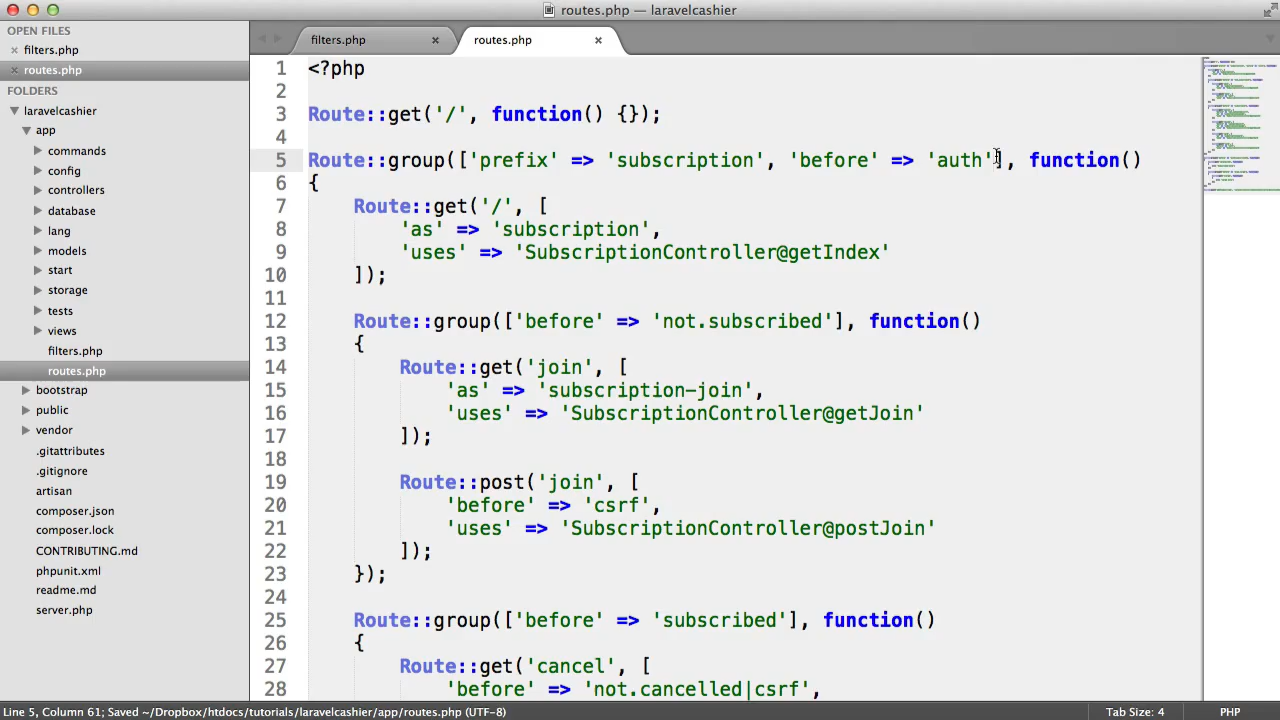 routes.php — laravelcashier
OPEN FILES
× filters.php
× routes.php
FOLDERS
laravelcashier
app
commands
config
controllers
database
lang
models
start
storage
tests
views
filters.php
routes.php
bootstrap
public
vendor
.gitattributes
.gitignore
artisan
composer.json
composer.lock
CONTRIBUTING.md
phpunit.xml
readme.md
server.php
filters.php ×
routes.php ×
1 <?php
2
3 Route::get('/', function() {});
4
5 Route::group(['prefix' => 'subscription', 'before' => 'auth'], function()
6 {
7     Route::get('/', [
8         'as' => 'subscription',
9         'uses' => 'SubscriptionController@getIndex'
10     ]);
11
12     Route::group(['before' => 'not.subscribed'], function()
13     {
14         Route::get('join', [
15             'as' => 'subscription-join',
16             'uses' => 'SubscriptionController@getJoin'
17         ]);
18
19         Route::post('join', [
20             'before' => 'csrf',
21             'uses' => 'SubscriptionController@postJoin'
22         ]);
23     });
24
25     Route::group(['before' => 'subscribed'], function()
26     {
27         Route::get('cancel', [
28             'before' => 'not.cancelled|csrf',
Line 5, Column 61; Saved ~/Dropbox/htdocs/tutorials/laravelcashier/app/routes.php (UTF-8)
Tab Size: 4
PHP